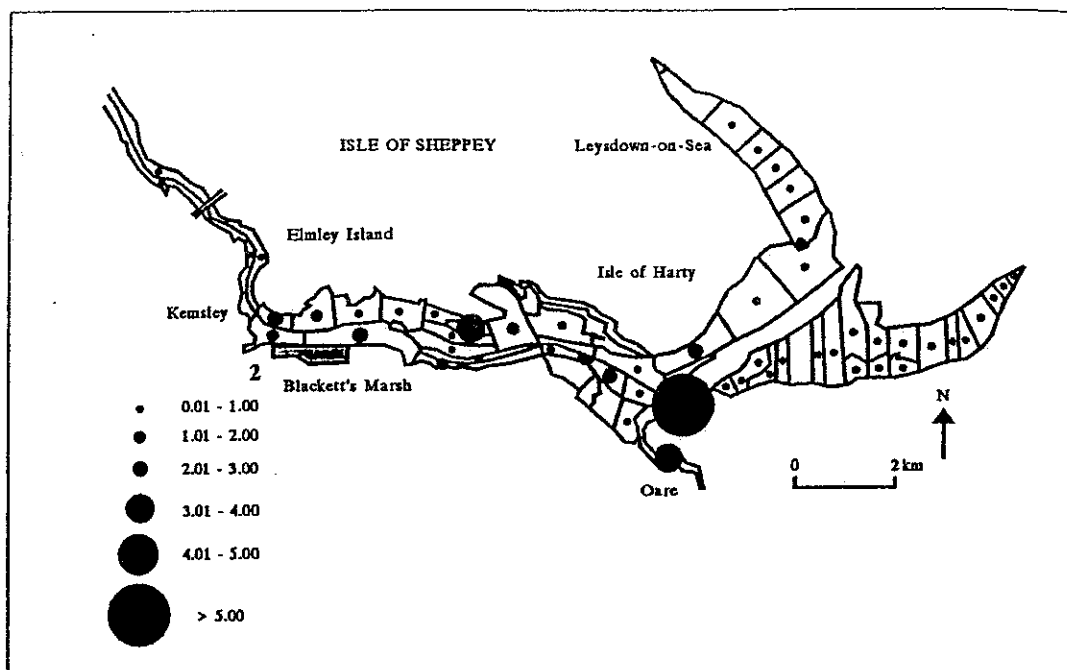 ISLE OF SHEPPEY
Leysdown-on-Sea
Elmley Island
Isle of Harty
Kemsley
2
Blackett's Marsh
Oare
N
0 2 km
0.01 - 1.00
1.01 - 2.00
2.01 - 3.00
3.01 - 4.00
4.01 - 5.00
> 5.00